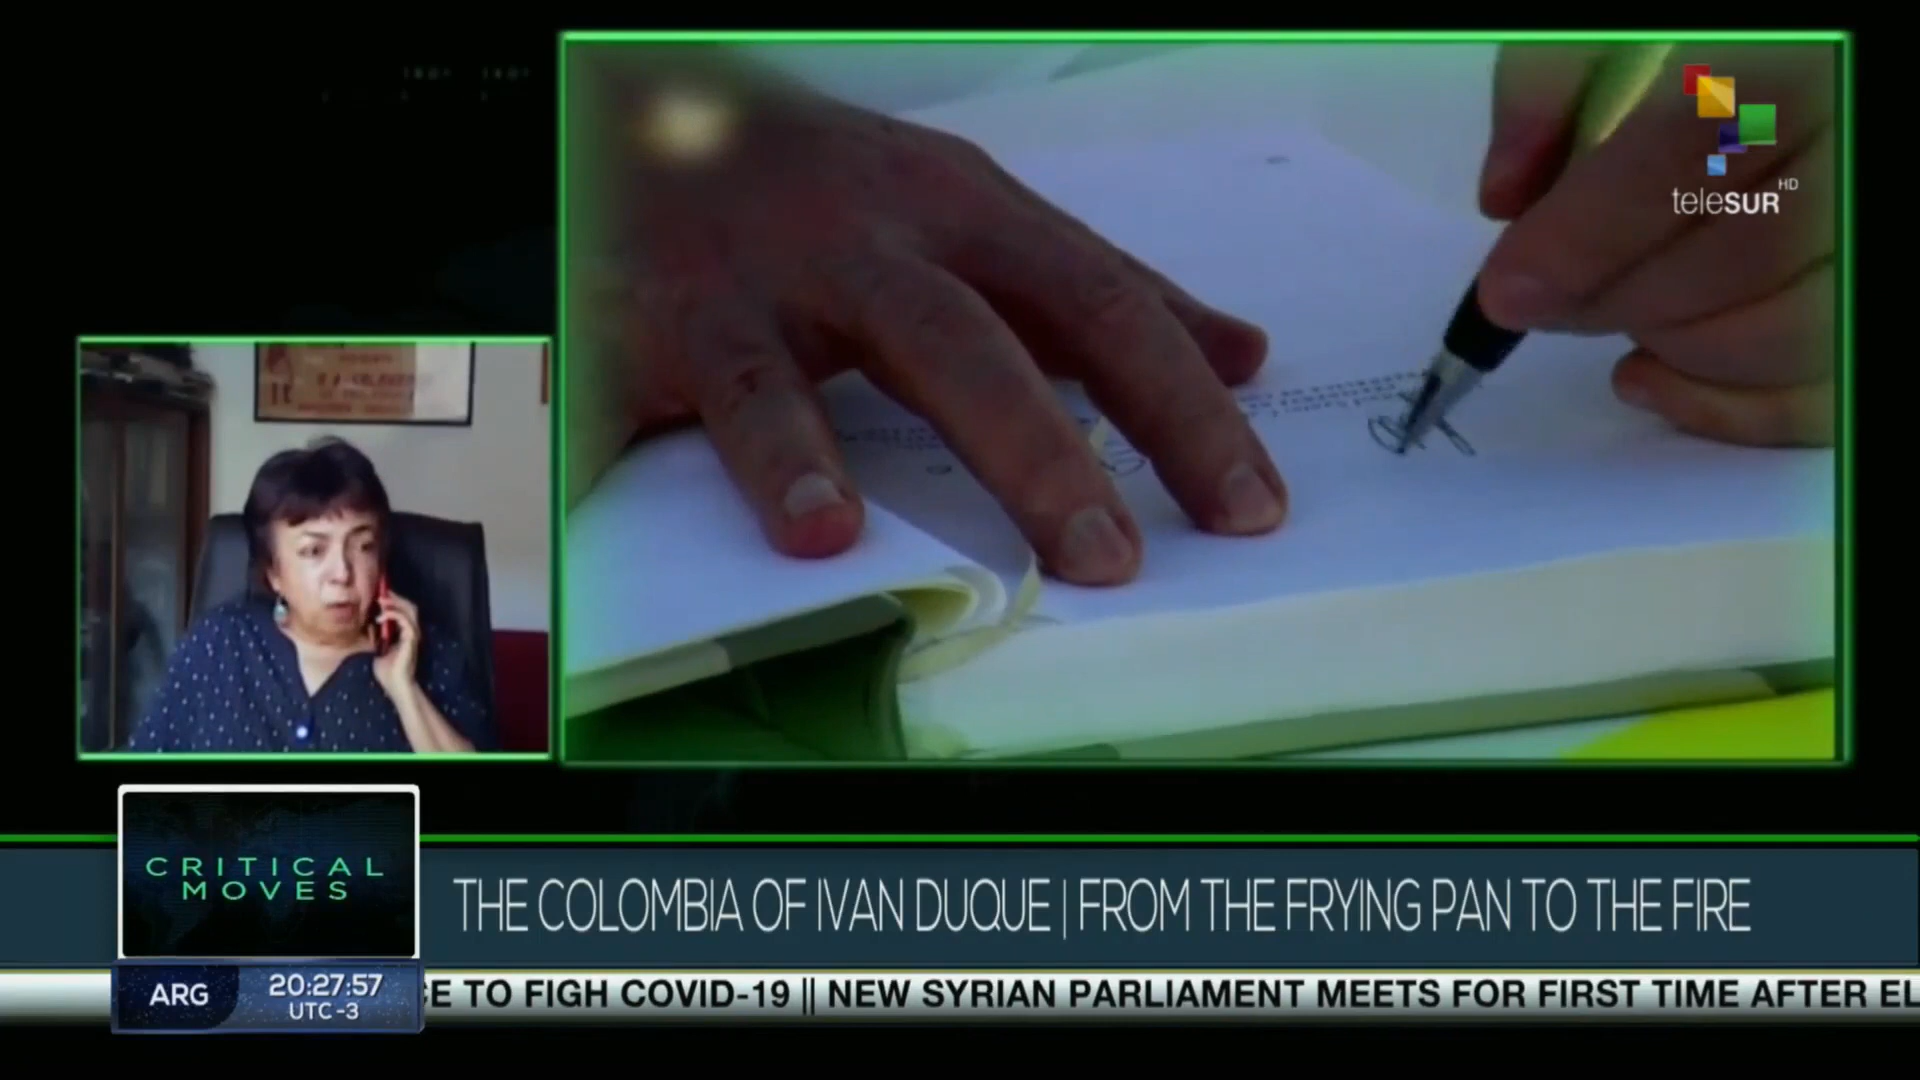 HD
teleSUR
CRITICAL
MOVES
THE COLOMBIA OF IVAN DUQUE | FROM THE FRYING PAN TO THE FIRE
ARG
20:27:57
UTC -3
E TO FIGH COVID-19 || NEW SYRIAN PARLIAMENT MEETS FOR FIRST TIME AFTER EL